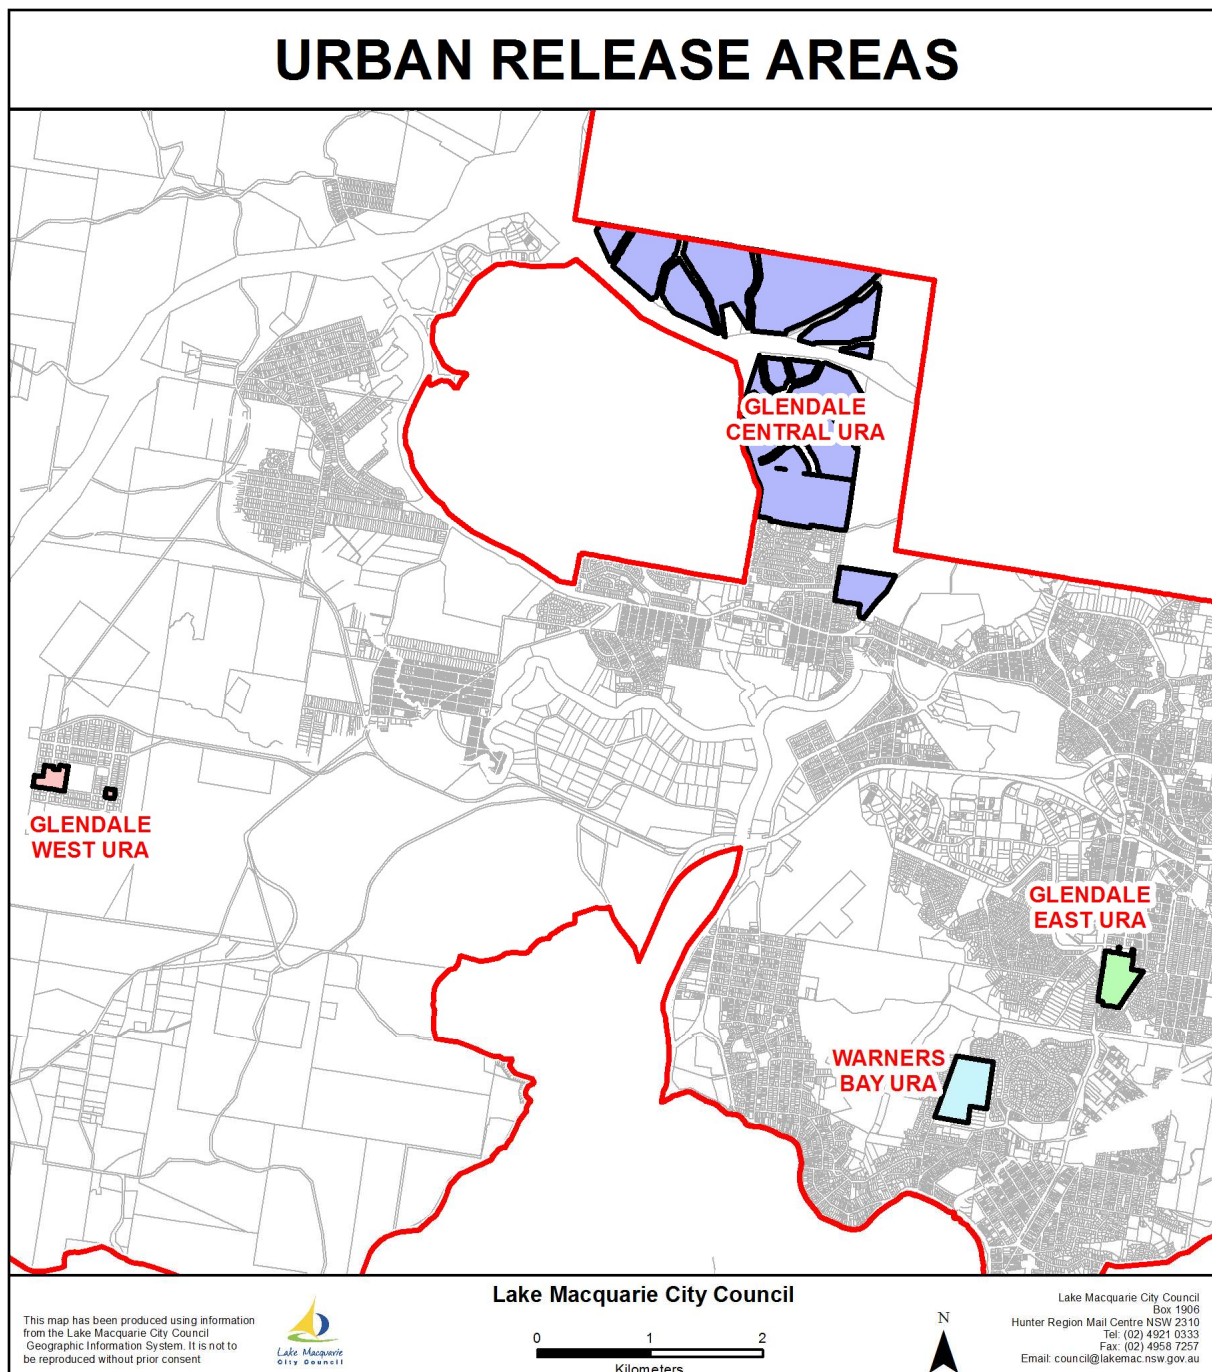 URBAN RELEASE AREAS
GLENDALE
CENTRAL URA
GLENDALE
WEST URA
GLENDALE
EAST URA
WARNERS
BAY URA
Lake Macquarie City Council
This map has been produced using information
from the Lake Macquarie City Council
Geographic Information System. It is not to
be reproduced without prior consent
Lake Macquarie
City Council
0 1 2
Kilometers
N
Lake Macquarie City Council
Box 1906
Hunter Region Mail Centre NSW 2310
Tel: (02) 4921 0333
Fax: (02) 4958 7257
Email: council@lakemac.nsw.gov.au